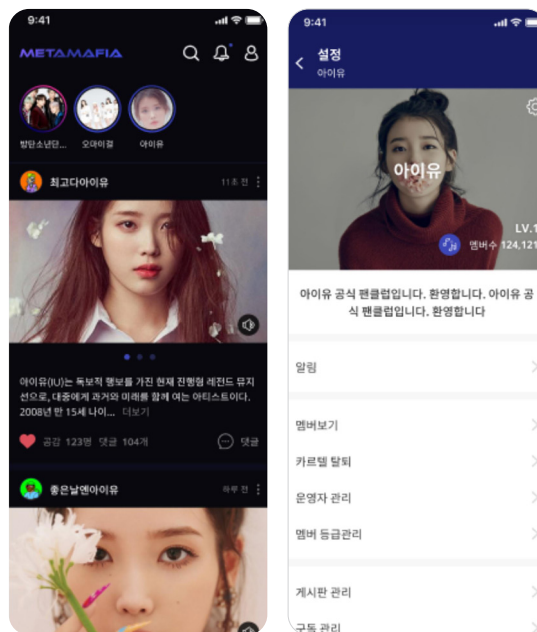 9:41
METAMAFIA
방탄소년단...
오마이걸
아이유
최고다아이유
11초 전
아이유(IU)는 독보적 행보를 가진 현재 진행형 레전드 뮤지
션으로, 대중에게 과거와 미래를 함께 여는 아티스트이다.
2008년 만 15세 나이... 더보기
공감 123명 댓글 104개
댓글
좋은날엔아이유
하루 전
9:41
설정
아이유
아이유
LV.1
멤버수 124,121
아이유 공식 팬클럽입니다. 환영합니다. 아이유 공
식 팬클럽입니다. 환영합니다
알림
멤버보기
카르텔 탈퇴
운영자 관리
멤버 등급관리
게시판 관리
구독 관리